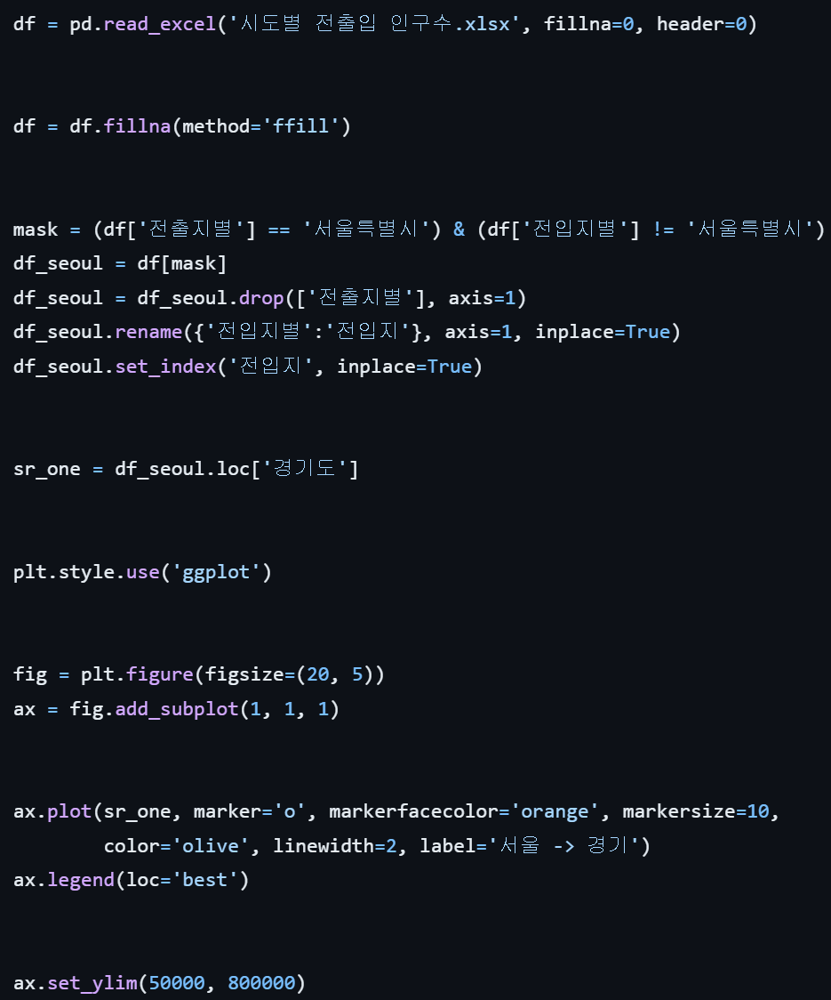 df = pd.read_excel('시도별 전출입 인구수.xlsx', fillna=0, header=0)
df = df.fillna(method='ffill')
mask = (df['전출지별'] == '서울특별시') & (df['전입지별'] != '서울특별시')
df_seoul = df[mask]
df_seoul = df_seoul.drop(['전출지별'], axis=1)
df_seoul.rename({'전입지별':'전입지'}, axis=1, inplace=True)
df_seoul.set_index('전입지', inplace=True)
sr_one = df_seoul.loc['경기도']
plt.style.use('ggplot')
fig = plt.figure(figsize=(20, 5))
ax = fig.add_subplot(1, 1, 1)
ax.plot(sr_one, marker='o', markerfacecolor='orange', markersize=10,
color='olive', linewidth=2, label='서울 -> 경기')
ax.legend(loc='best')
ax.set_ylim(50000, 800000)